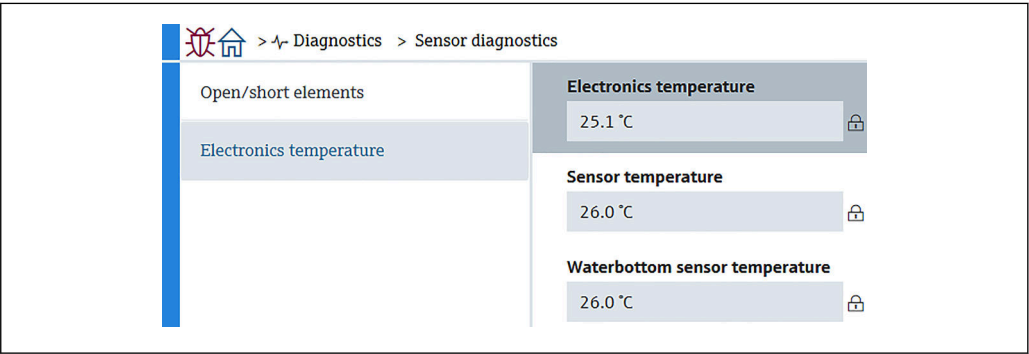 > Diagnostics > Sensor diagnostics
Open/short elements
Electronics temperature
Electronics temperature
25.1 °C
Sensor temperature
26.0 °C
Waterbottom sensor temperature
26.0 °C